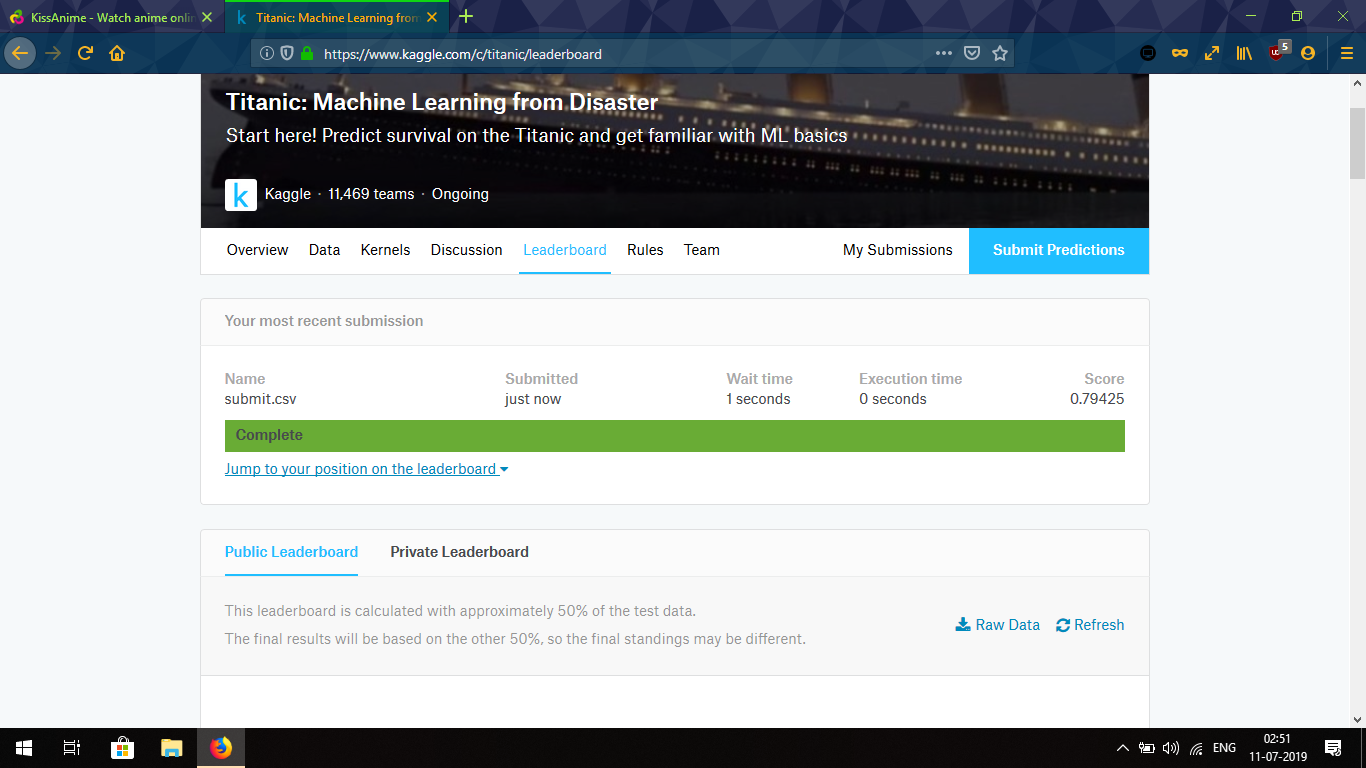 KissAnime - Watch anime onlin
Titanic: Machine Learning from
https://www.kaggle.com/c/titanic/leaderboard
5
Titanic: Machine Learning from Disaster
Start here! Predict survival on the Titanic and get familiar with ML basics
k Kaggle · 11,469 teams · Ongoing
Overview Data Kernels Discussion Leaderboard Rules Team My Submissions Submit Predictions
Your most recent submission
Name Submitted Wait time Execution time Score
submit.csv just now 1 seconds 0 seconds 0.79425
Complete
Jump to your position on the leaderboard
Public Leaderboard Private Leaderboard
This leaderboard is calculated with approximately 50% of the test data.
The final results will be based on the other 50%, so the final standings may be different.
Raw Data Refresh
ENG
02:51
11-07-2019